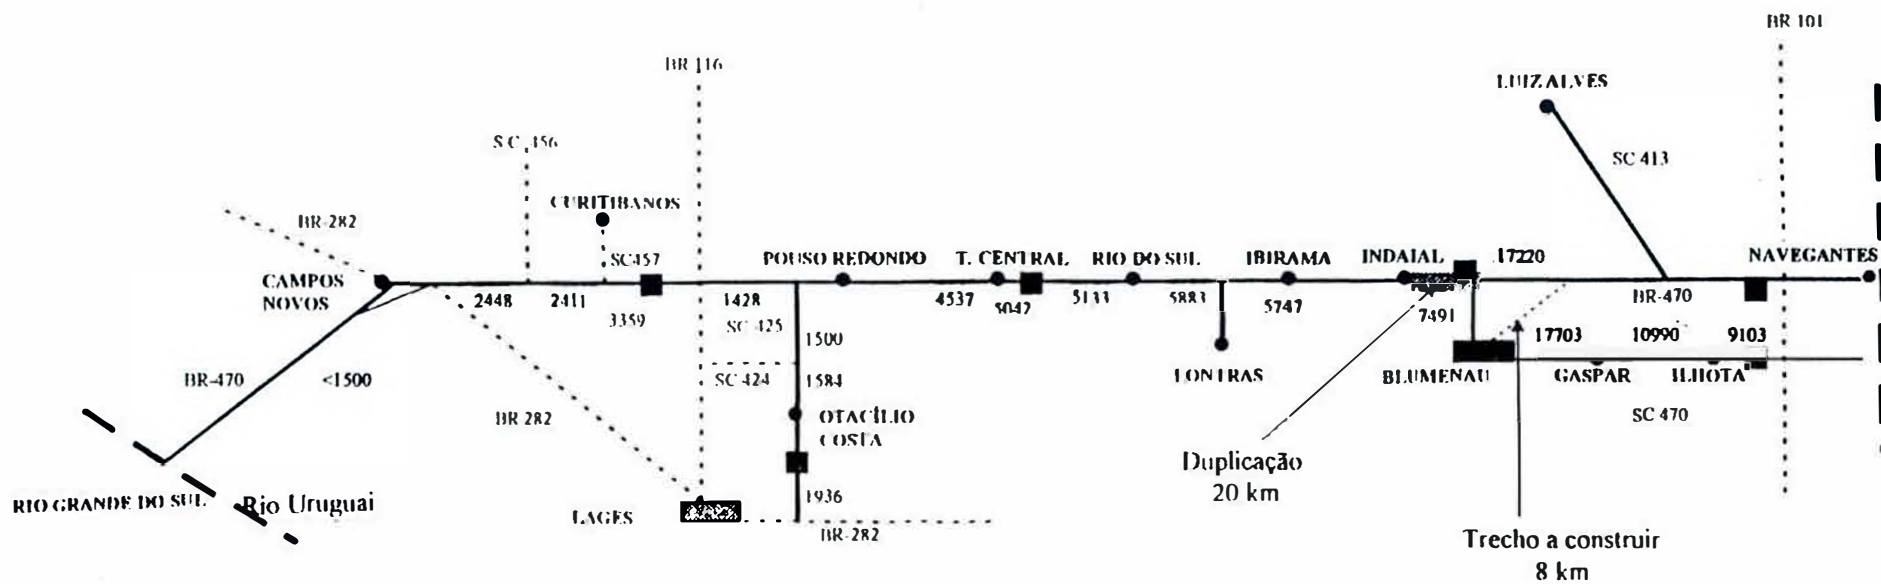 BR 101
BR 116
LUIZ ALVES
SC 456
SC 413
CURITIBANOS
BR-282
SC457
POUSO REDONDO
T. CENTRAL
RIO DO SUL
IBIRAMA
INDAIAL
17220
NAVEGANTES
CAMPOS
NOVOS
2448
2411
3359
1428
4537
5042
5133
5883
5747
7491
BR-470
SC 425
1500
17703
10990
9103
BR-470
<1500
SC 424
1584
LONTRAS
BLUMENAU
GASPAR
ILHOTA
BR 282
OTACÍLIO
COSTA
SC 470
Duplicação
20 km
RIO GRANDE DO SUL
Rio Uruguai
LAGES
1936
BR-282
Trecho a construir
8 km